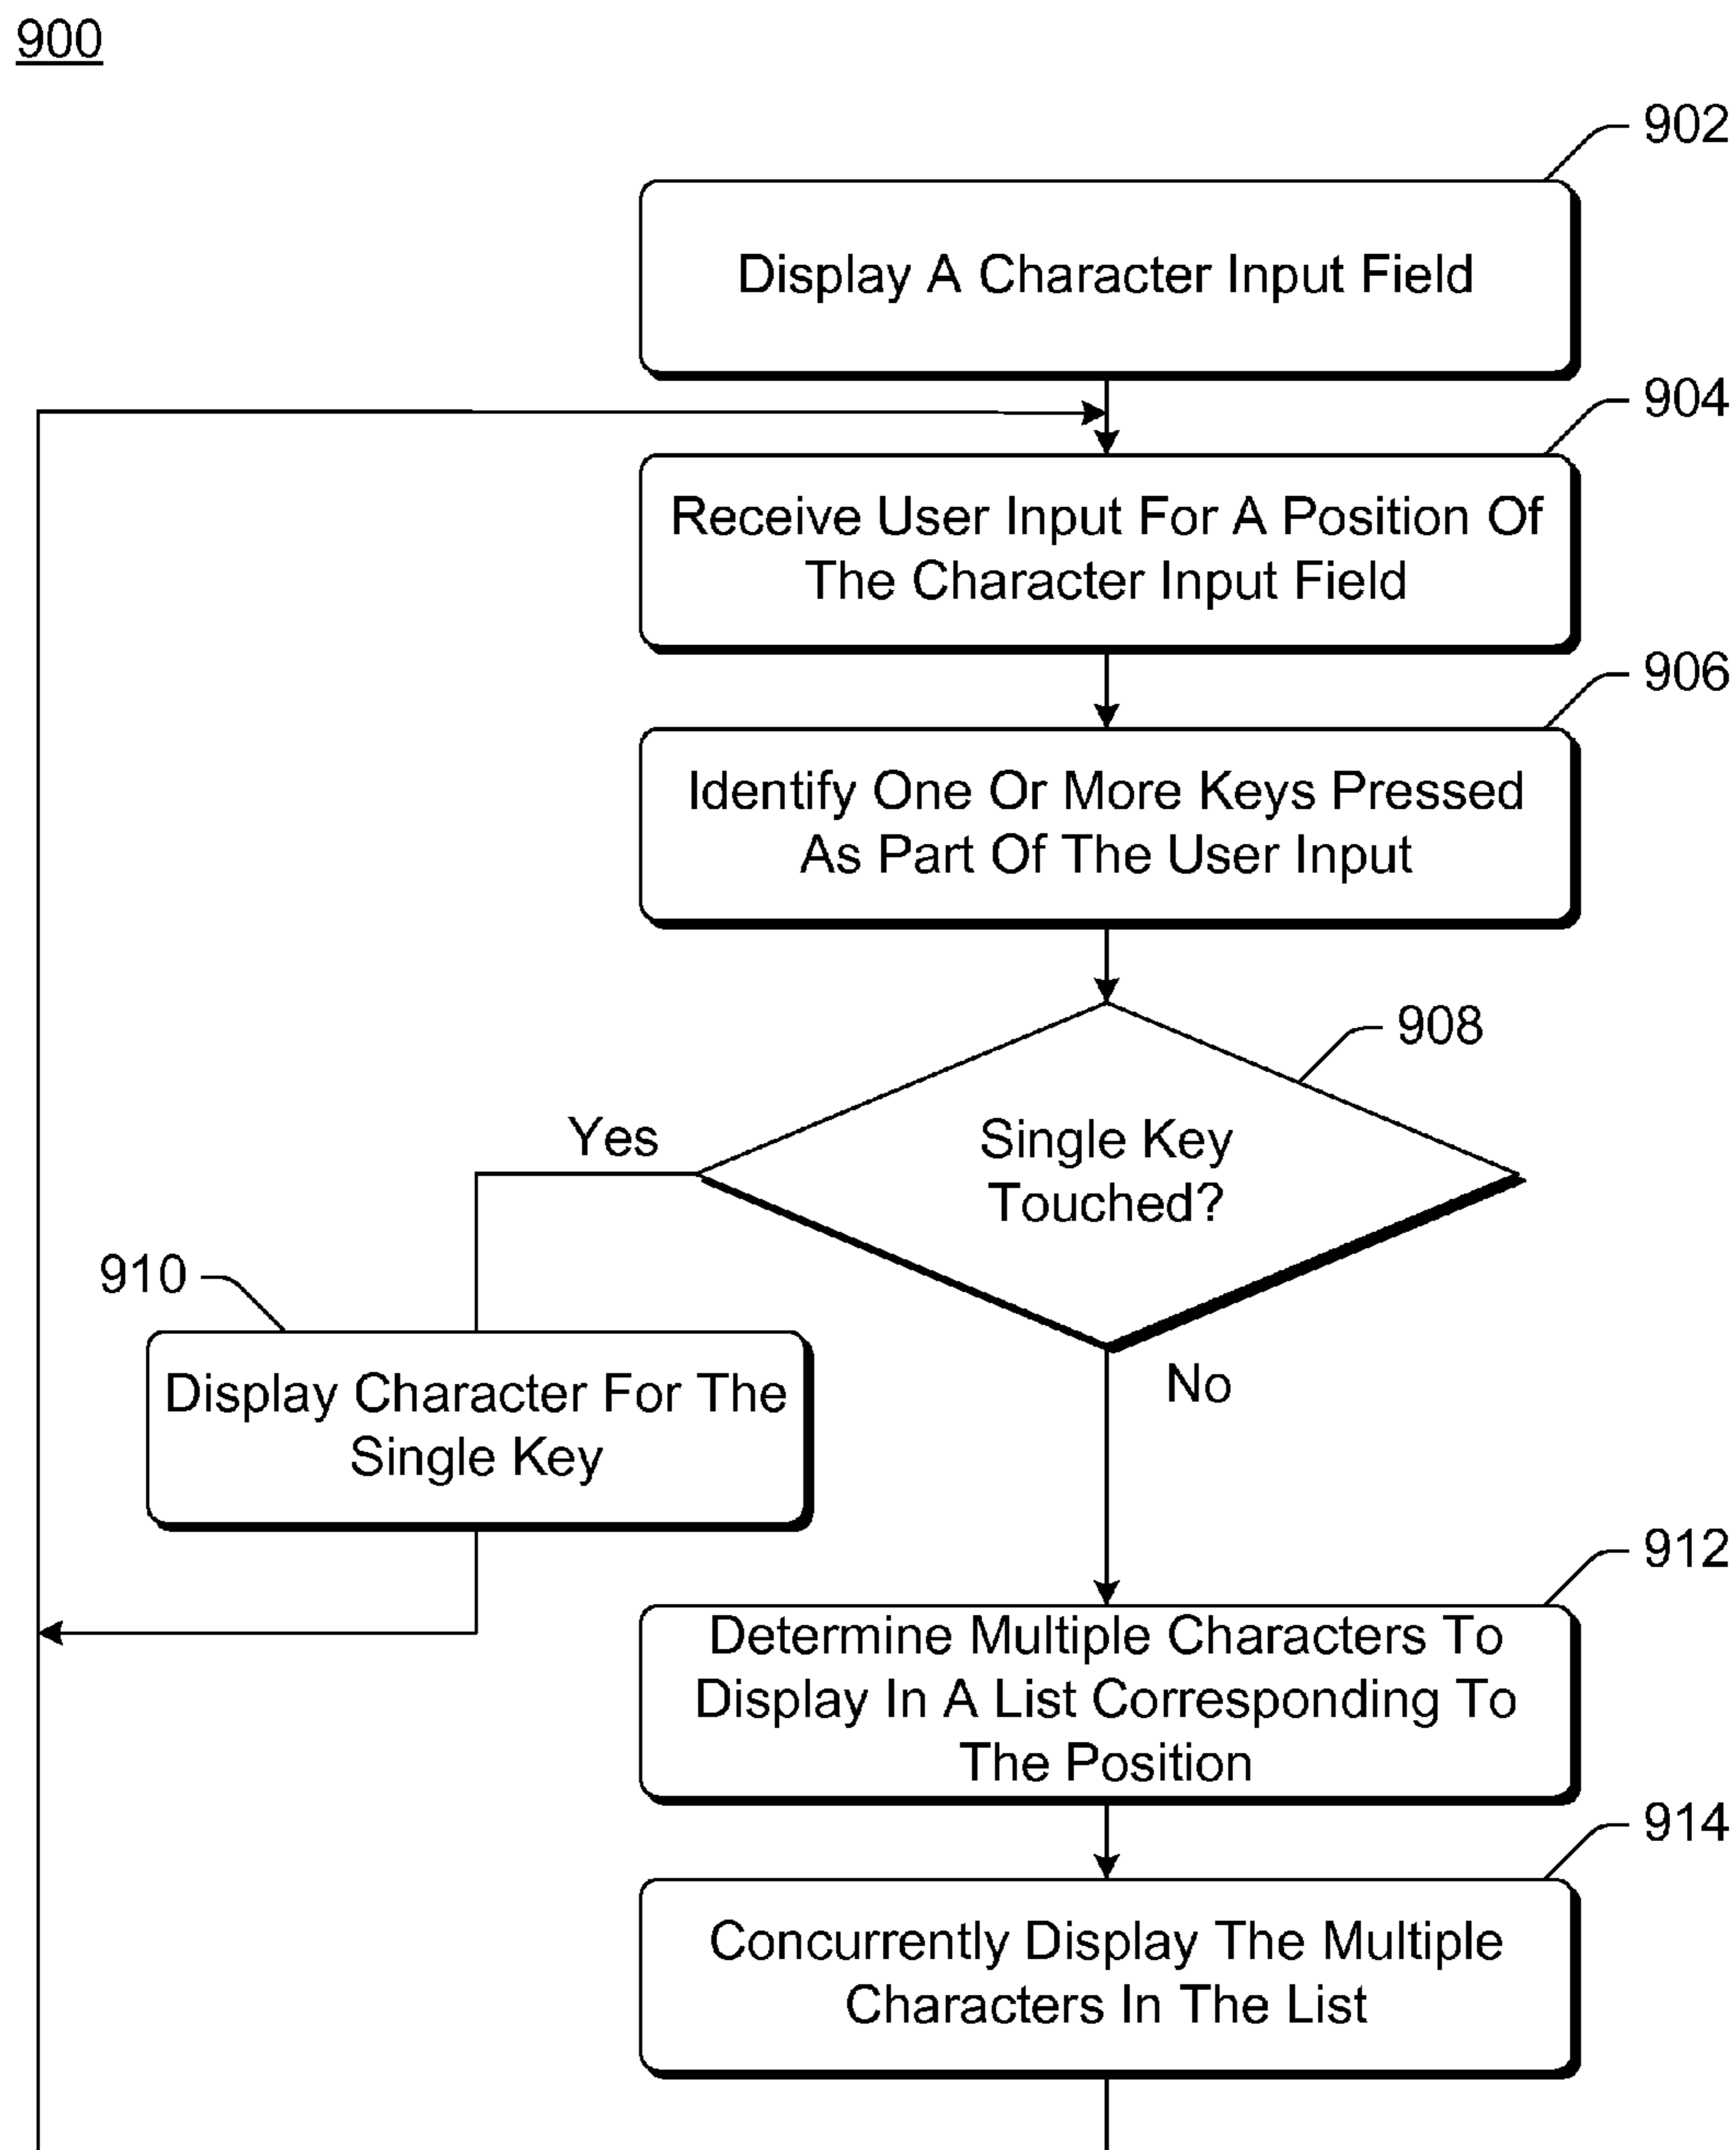 900
902
Display A Character Input Field
904
Receive User Input For A Position Of
The Character Input Field
906
Identify One Or More Keys Pressed
As Part Of The User Input
908
Single Key
Touched?
Yes
No
910
Display Character For The
Single Key
912
Determine Multiple Characters To
Display In A List Corresponding To
The Position
914
Concurrently Display The Multiple
Characters In The List